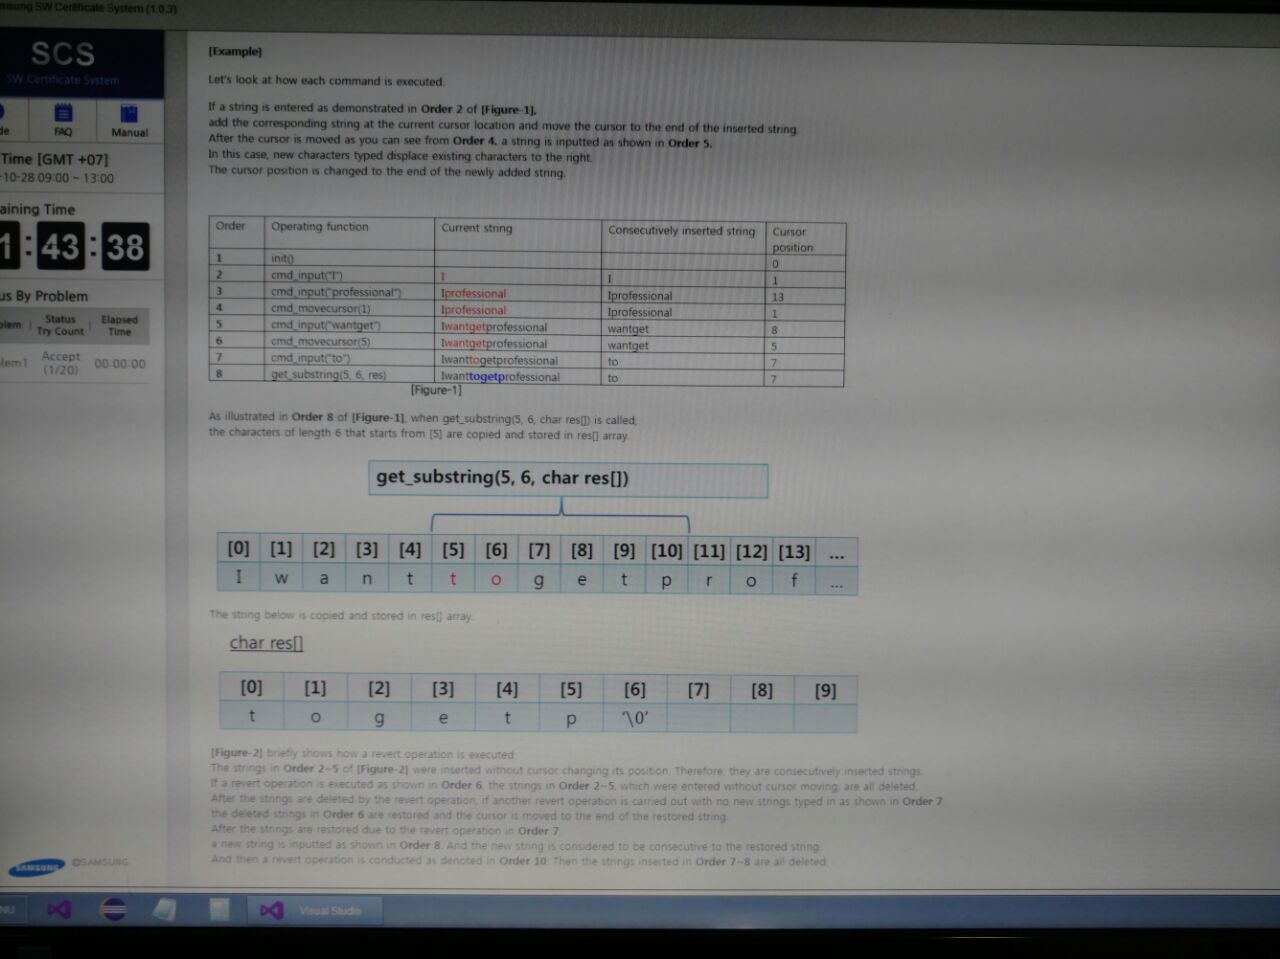 msung SW Certificate System (1.0.3)
SCS
SW Certificate System
de
FAQ
Manual
Time [GMT +07]
-10-28 09:00 ~ 13:00
aining Time
1:43:38
us By Problem
blem Status Try Count Elapsed Time
lem1 Accept (1/20) 00:00:00
[Example]
Let's look at how each command is executed.
If a string is entered as demonstrated in Order 2 of [Figure-1],
add the corresponding string at the current cursor location and move the cursor to the end of the inserted string.
After the cursor is moved as you can see from Order 4, a string is inputted as shown in Order 5.
In this case, new characters typed displace existing characters to the right.
The cursor position is changed to the end of the newly added string.
Order Operating function Current string Consecutively inserted string Cursor position
1 init() 0
2 cmd_input("I") I I 1
3 cmd_input("professional") Iprofessional Iprofessional 13
4 cmd_movecursor(1) Iprofessional Iprofessional 1
5 cmd_input("wantget") Iwantgetprofessional wantget 8
6 cmd_movecursor(5) Iwantgetprofessional wantget 5
7 cmd_input("to") Iwanttogetprofessional to 7
8 get_substring(5, 6, res) Iwanttogetprofessional to 7
[Figure-1]
As illustrated in Order 8 of [Figure-1], when get_substring(5, 6, char res[]) is called,
the characters of length 6 that starts from [5] are copied and stored in res[] array.
get_substring(5, 6, char res[])
[0] [1] [2] [3] [4] [5] [6] [7] [8] [9] [10] [11] [12] [13] ...
I w a n t t o g e t p r o f ...
The string below is copied and stored in res[] array.
char res[]
[0] [1] [2] [3] [4] [5] [6] [7] [8] [9]
t o g e t p '\0'
[Figure-2] briefly shows how a revert operation is executed.
The strings in Order 2~5 of [Figure-2] were inserted without cursor changing its position. Therefore, they are consecutively inserted strings.
If a revert operation is executed as shown in Order 6, the strings in Order 2~5, which were entered without cursor moving, are all deleted.
After the strings are deleted by the revert operation, if another revert operation is carried out with no new strings typed in as shown in Order 7,
the deleted strings in Order 6 are restored and the cursor is moved to the end of the restored string.
After the strings are restored due to the revert operation in Order 7,
a new string is inputted as shown in Order 8. And the new string is considered to be consecutive to the restored string.
And then a revert operation is conducted as denoted in Order 10. Then the strings inserted in Order 7~8 are all deleted.
SAMSUNG @SAMSUNG
NU
Visual Studio